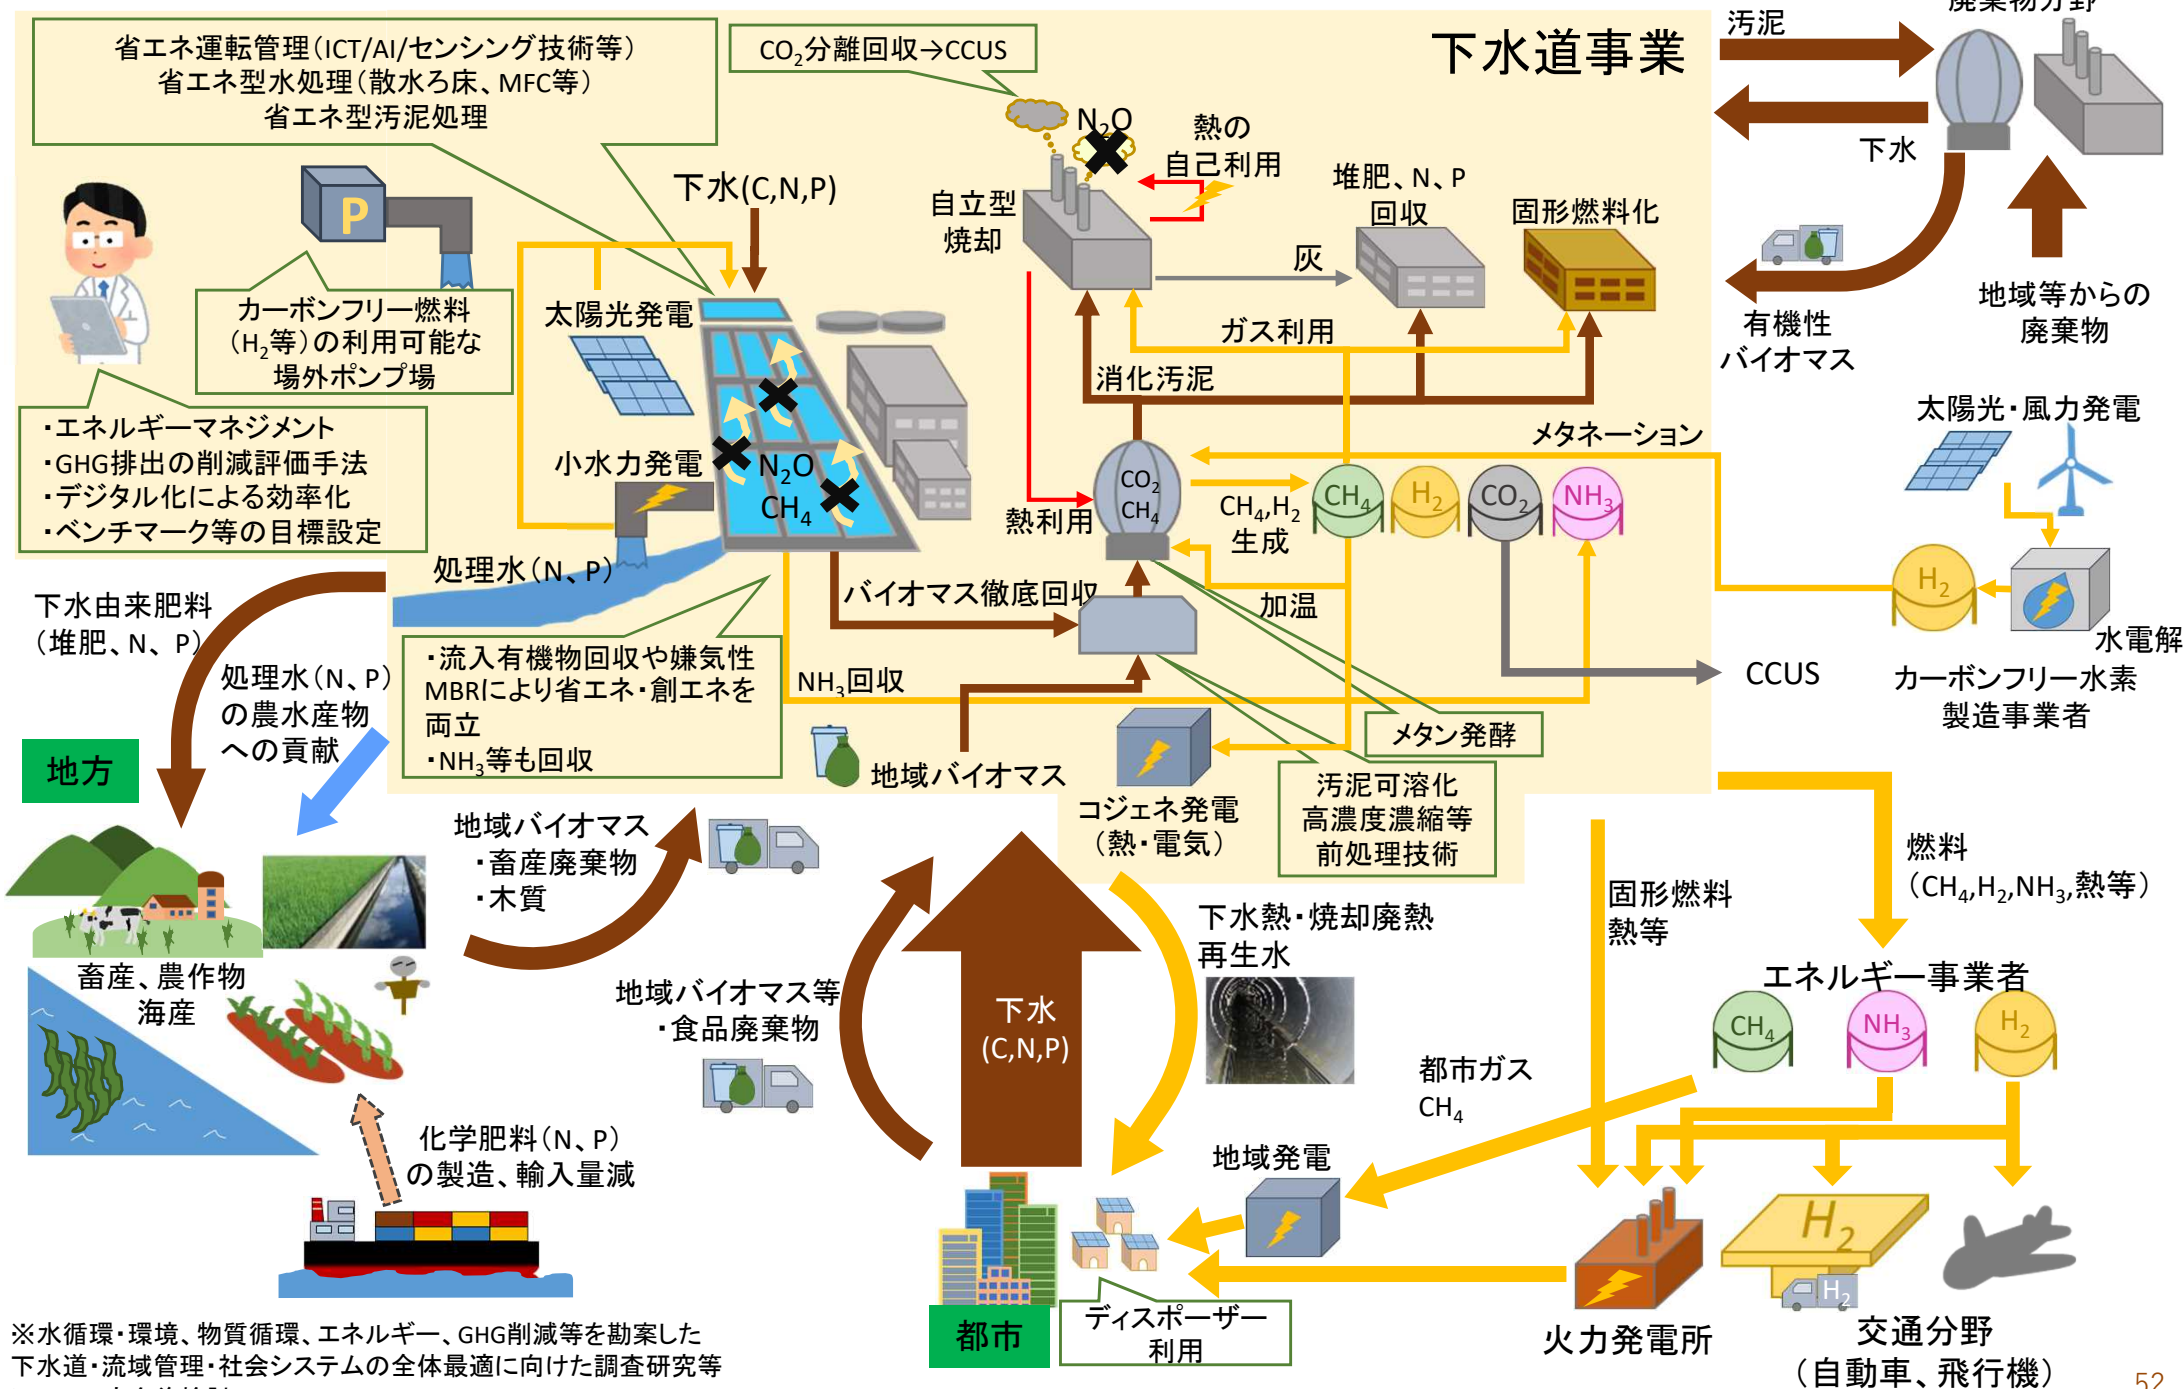 下水道事業
省エネ運転管理（ICT/AI/センシング技術等）
省エネ型水処理（散水ろ床、MFC等）
省エネ型汚泥処理
CO₂分離回収→CCUS
N₂O
熱の
自己利用
自立型
焼却
堆肥、N、P
回収
固形燃料化
灰
ガス利用
消化汚泥
下水(C,N,P)
P
カーボンフリー燃料
（H₂等）の利用可能な
場外ポンプ場
太陽光発電
小水力発電
N₂O
CH₄
・エネルギーマネジメント
・GHG排出の削減評価手法
・デジタル化による効率化
・ベンチマーク等の目標設定
処理水（N、P）
熱利用
CO₂
CH₄
CH₄,H₂
生成
CH₄
H₂
CO₂
NH₃
メタネーション
加温
バイオマス徹底回収
・流入有機物回収や嫌気性
MBRにより省エネ・創エネを
両立
・NH₃等も回収
NH₃回収
地域バイオマス
コジェネ発電
（熱・電気）
メタン発酵
汚泥可溶化
高濃度濃縮等
前処理技術
CCUS
汚泥
廃棄物分野
下水
有機性
バイオマス
地域等からの
廃棄物
太陽光・風力発電
H₂
水電解
カーボンフリー水素
製造事業者
下水由来肥料
（堆肥、N、P）
処理水（N、P）
の農水産物
への貢献
地方
地域バイオマス
・畜産廃棄物
・木質
畜産、農作物
海産
化学肥料（N、P）
の製造、輸入量減
地域バイオマス等
・食品廃棄物
下水
(C,N,P)
下水熱・焼却廃熱
再生水
固形燃料
熱等
燃料
（CH₄,H₂,NH₃,熱等）
エネルギー事業者
CH₄
NH₃
H₂
都市ガス
CH₄
地域発電
都市
ディスポーザー
利用
火力発電所
H₂
H₂
交通分野
（自動車、飛行機）
※水循環・環境、物質循環、エネルギー、GHG削減等を勘案した
下水道・流域管理・社会システムの全体最適に向けた調査研究等
52